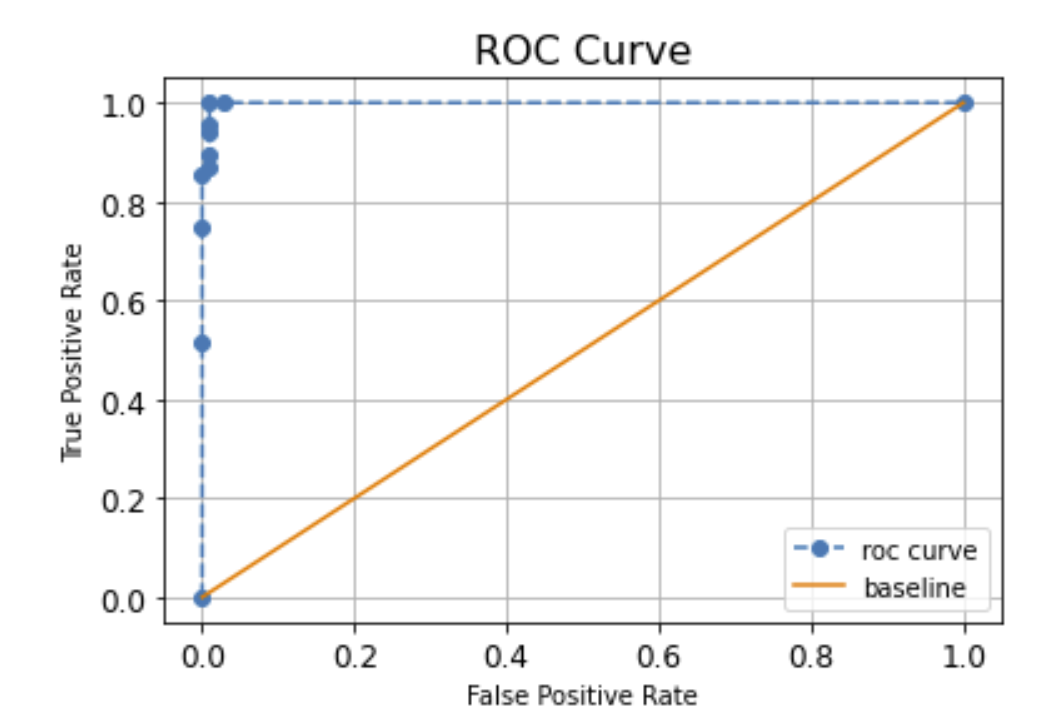 ROC Curve
1.0
0.8
0.6
0.4
0.2
0.0
True Positive Rate
0.0 0.2 0.4 0.6 0.8 1.0
False Positive Rate
roc curve
baseline